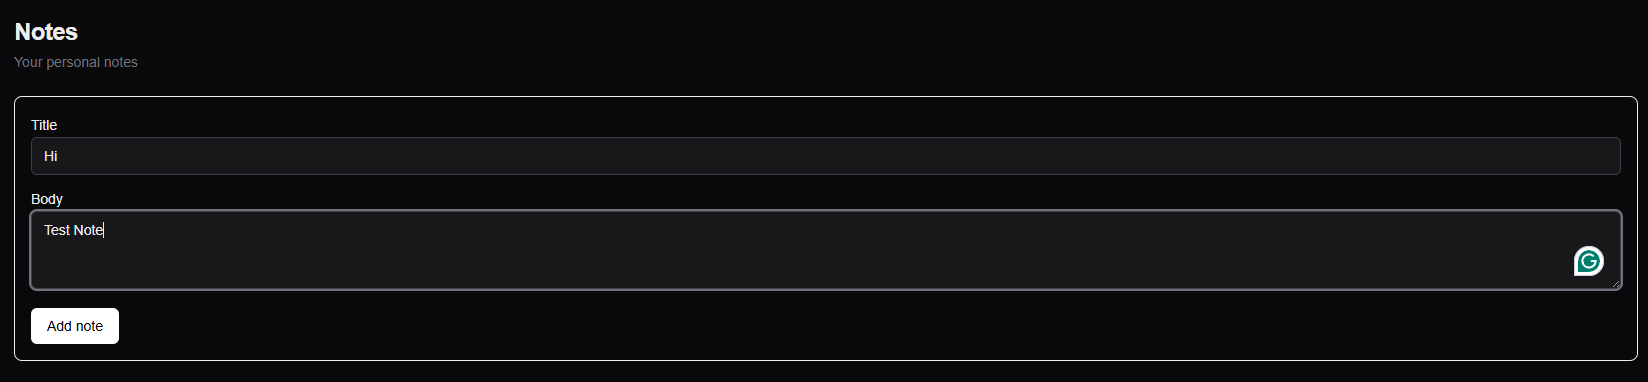 Notes
Your personal notes
Title
Hi
Body
Test Note
Add note